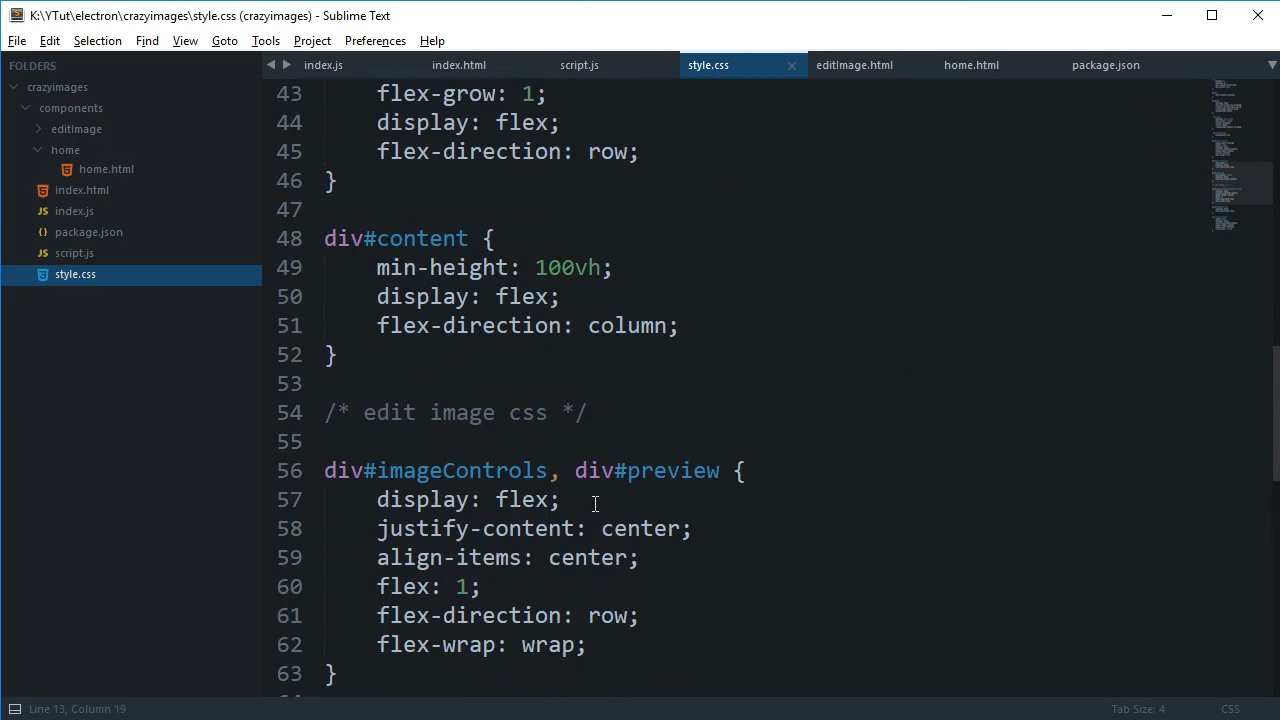 K:\YTut\electron\crazyimages\style.css (crazyimages) - Sublime Text
File Edit Selection Find View Goto Tools Project Preferences Help
FOLDERS
crazyimages
components
editImage
home
home.html
index.html
index.js
package.json
script.js
style.css
index.js index.html script.js style.css editImage.html home.html package.json
43 flex-grow: 1;
44 display: flex;
45 flex-direction: row;
46 }
47
48 div#content {
49 min-height: 100vh;
50 display: flex;
51 flex-direction: column;
52 }
53
54 /* edit image css */
55
56 div#imageControls, div#preview {
57 display: flex;
58 justify-content: center;
59 align-items: center;
60 flex: 1;
61 flex-direction: row;
62 flex-wrap: wrap;
63 }
Line 13, Column 19 Tab Size: 4 CSS